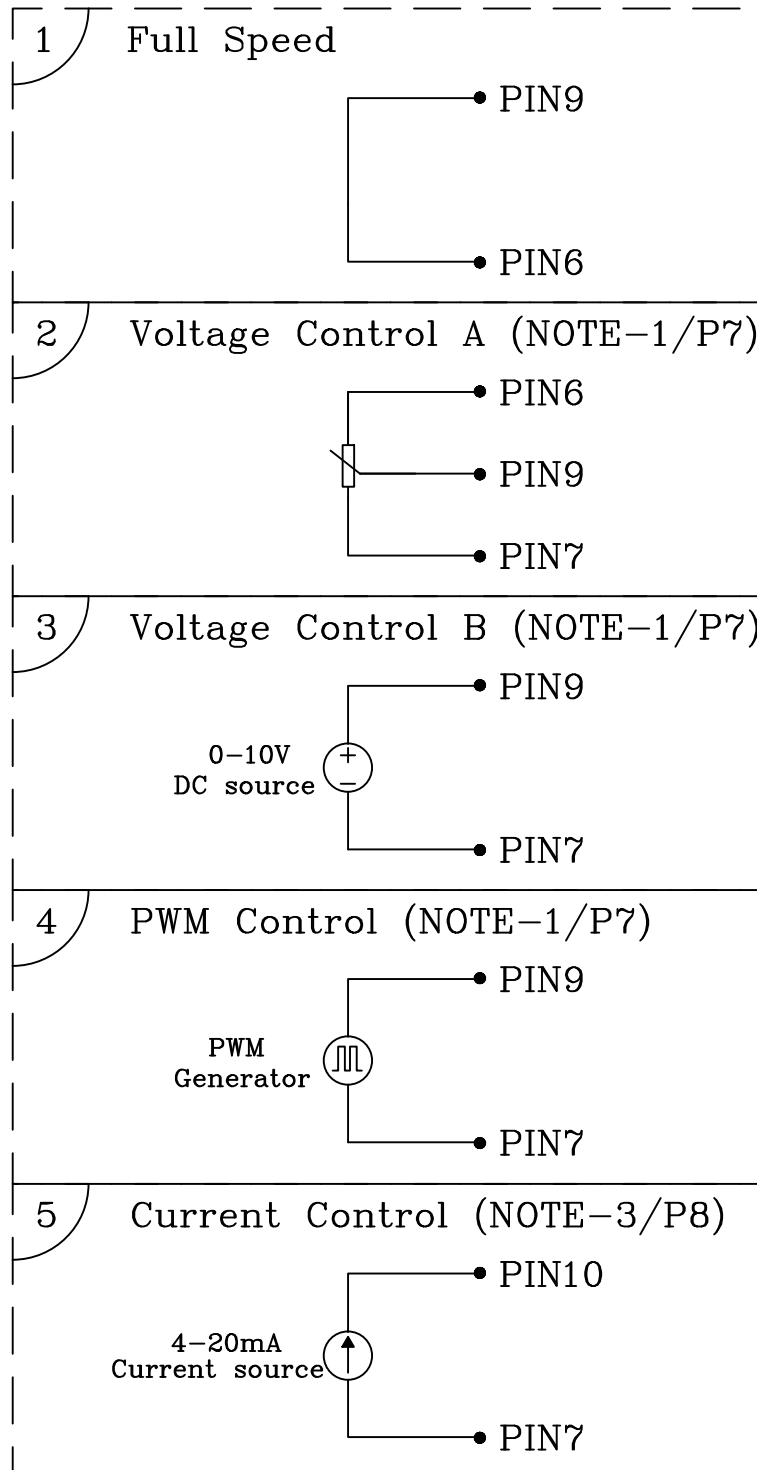 1 Full Speed
PIN9
PIN6
2 Voltage Control A (NOTE-1/P7)
PIN6
PIN9
PIN7
3 Voltage Control B (NOTE-1/P7)
PIN9
0-10V
DC source
+
−
PIN7
4 PWM Control (NOTE-1/P7)
PIN9
PWM
Generator
PIN7
5 Current Control (NOTE-3/P8)
PIN10
4-20mA
Current source
PIN7